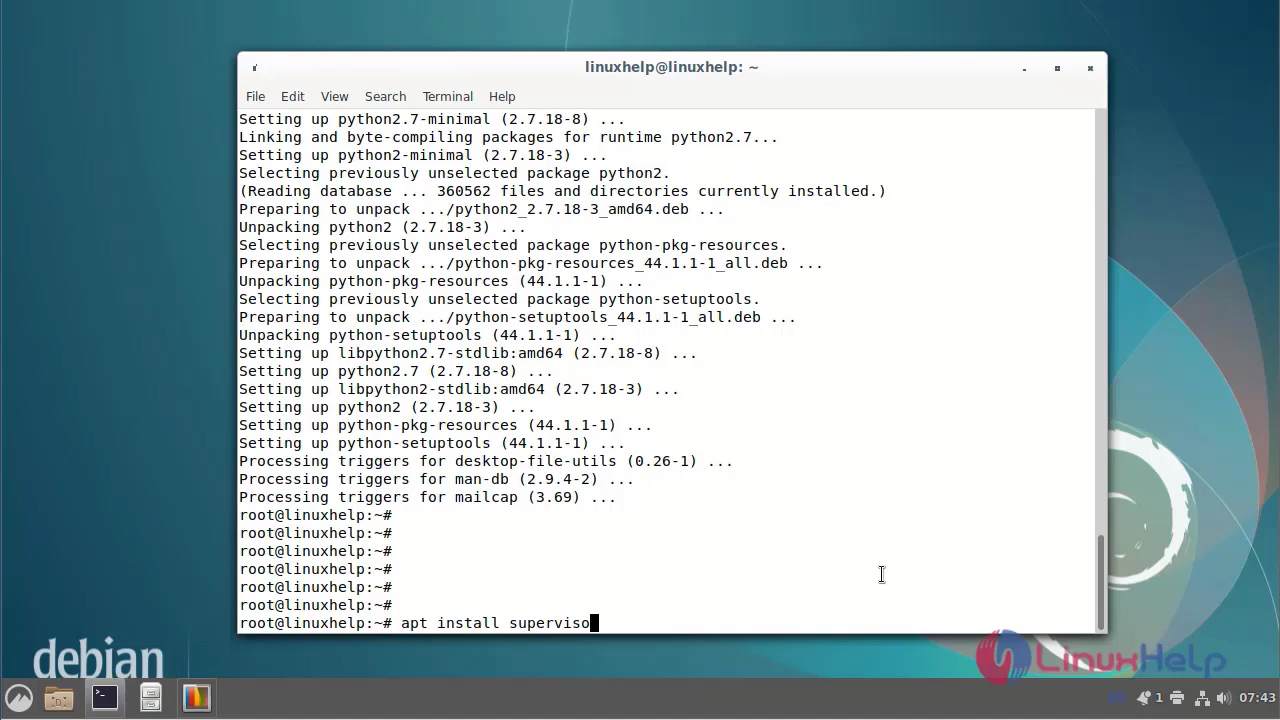 linuxhelp@linuxhelp: ~
File Edit View Search Terminal Help
Setting up python2.7-minimal (2.7.18-8) ...
Linking and byte-compiling packages for runtime python2.7...
Setting up python2-minimal (2.7.18-3) ...
Selecting previously unselected package python2.
(Reading database ... 360562 files and directories currently installed.)
Preparing to unpack .../python2_2.7.18-3_amd64.deb ...
Unpacking python2 (2.7.18-3) ...
Selecting previously unselected package python-pkg-resources.
Preparing to unpack .../python-pkg-resources_44.1.1-1_all.deb ...
Unpacking python-pkg-resources (44.1.1-1) ...
Selecting previously unselected package python-setuptools.
Preparing to unpack .../python-setuptools_44.1.1-1_all.deb ...
Unpacking python-setuptools (44.1.1-1) ...
Setting up libpython2.7-stdlib:amd64 (2.7.18-8) ...
Setting up python2.7 (2.7.18-8) ...
Setting up libpython2-stdlib:amd64 (2.7.18-3) ...
Setting up python2 (2.7.18-3) ...
Setting up python-pkg-resources (44.1.1-1) ...
Setting up python-setuptools (44.1.1-1) ...
Processing triggers for desktop-file-utils (0.26-1) ...
Processing triggers for man-db (2.9.4-2) ...
Processing triggers for mailcap (3.69) ...
root@linuxhelp:~#
root@linuxhelp:~#
root@linuxhelp:~#
root@linuxhelp:~#
root@linuxhelp:~#
root@linuxhelp:~#
root@linuxhelp:~# apt install superviso
debian
LinuxHelp
1 07:43